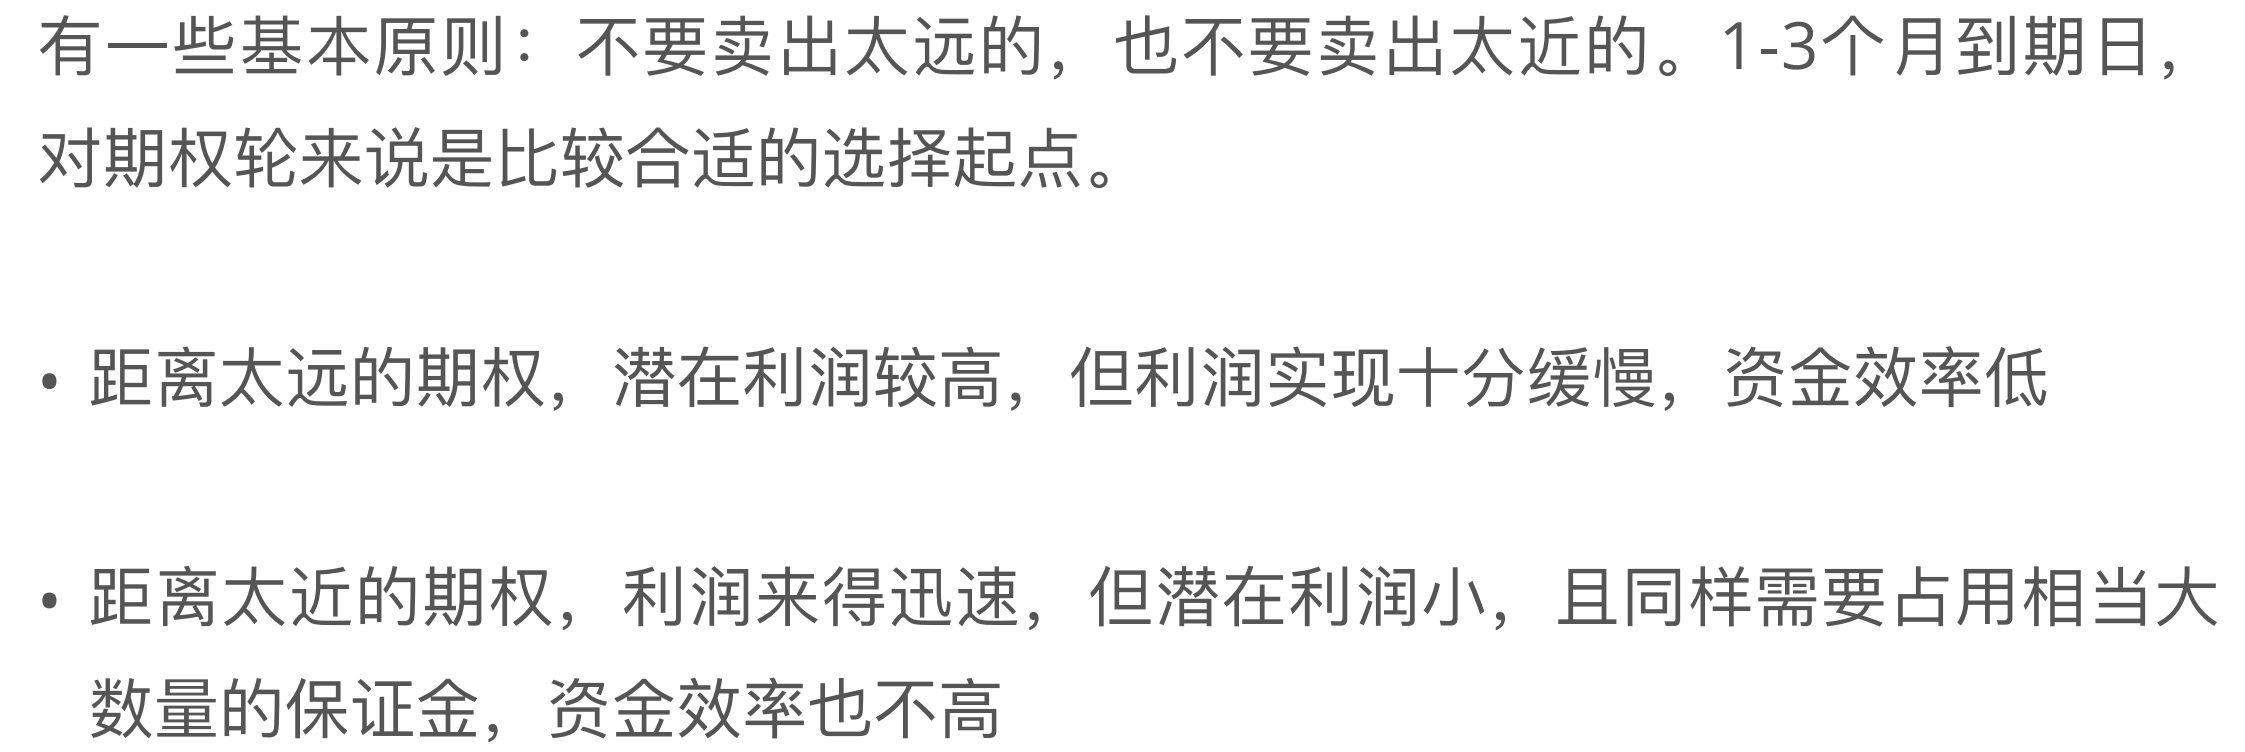 有一些基本原则：不要卖出太远的，也不要卖出太近的。1-3个月到期日，
对期权轮来说是比较合适的选择起点。
• 距离太远的期权，潜在利润较高，但利润实现十分缓慢，资金效率低
• 距离太近的期权，利润来得迅速，但潜在利润小，且同样需要占用相当大
数量的保证金，资金效率也不高